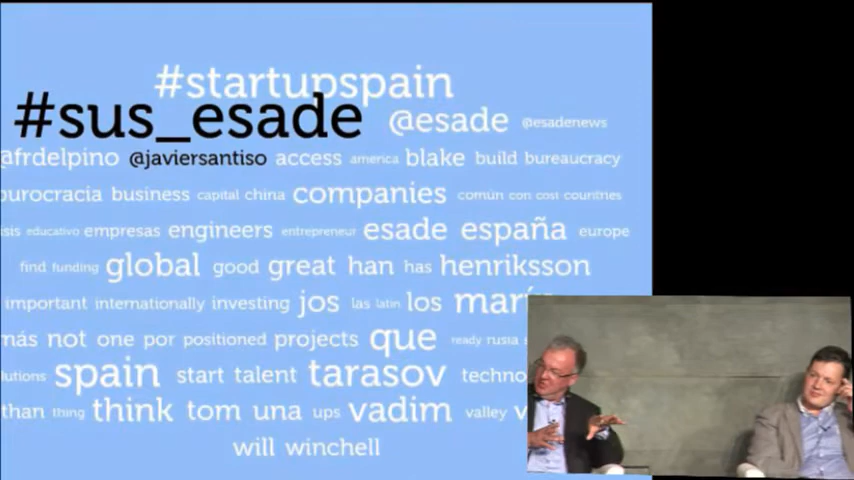 #startupspain
#sus_esade @esade @esadenews
@frdelpino @javiersantiso access america blake build bureaucracy
burocracia business capital china companies común con cost countries
educativo empresas engineers entrepreneur esade españa europe
find funding global good great han has henriksson
important internationally investing jos las latin los
más not one por positioned projects que ready rusia
spain start talent tarasov techno
than thing think tom una ups vadim valley
will winchell